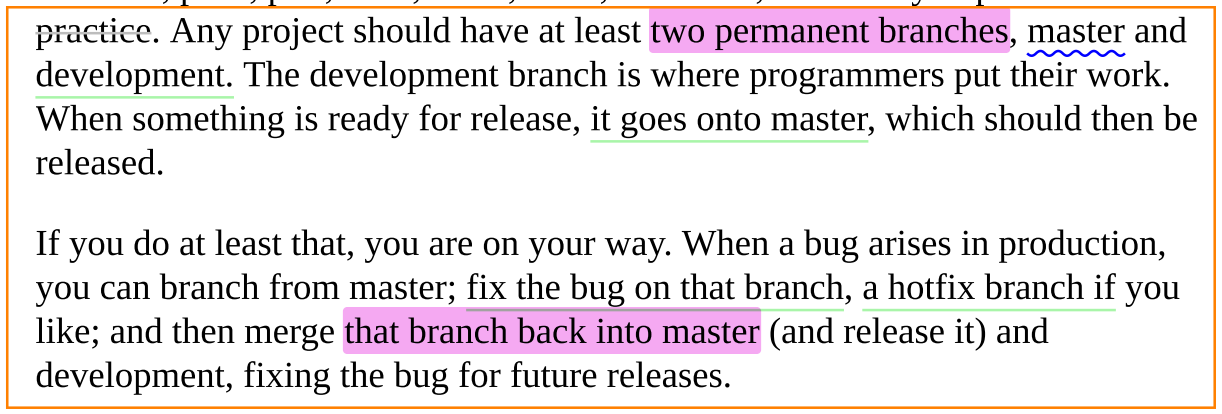 practice. Any project should have at least two permanent branches, master and
development. The development branch is where programmers put their work.
When something is ready for release, it goes onto master, which should then be
released.
If you do at least that, you are on your way. When a bug arises in production,
you can branch from master; fix the bug on that branch, a hotfix branch if you
like; and then merge that branch back into master (and release it) and
development, fixing the bug for future releases.